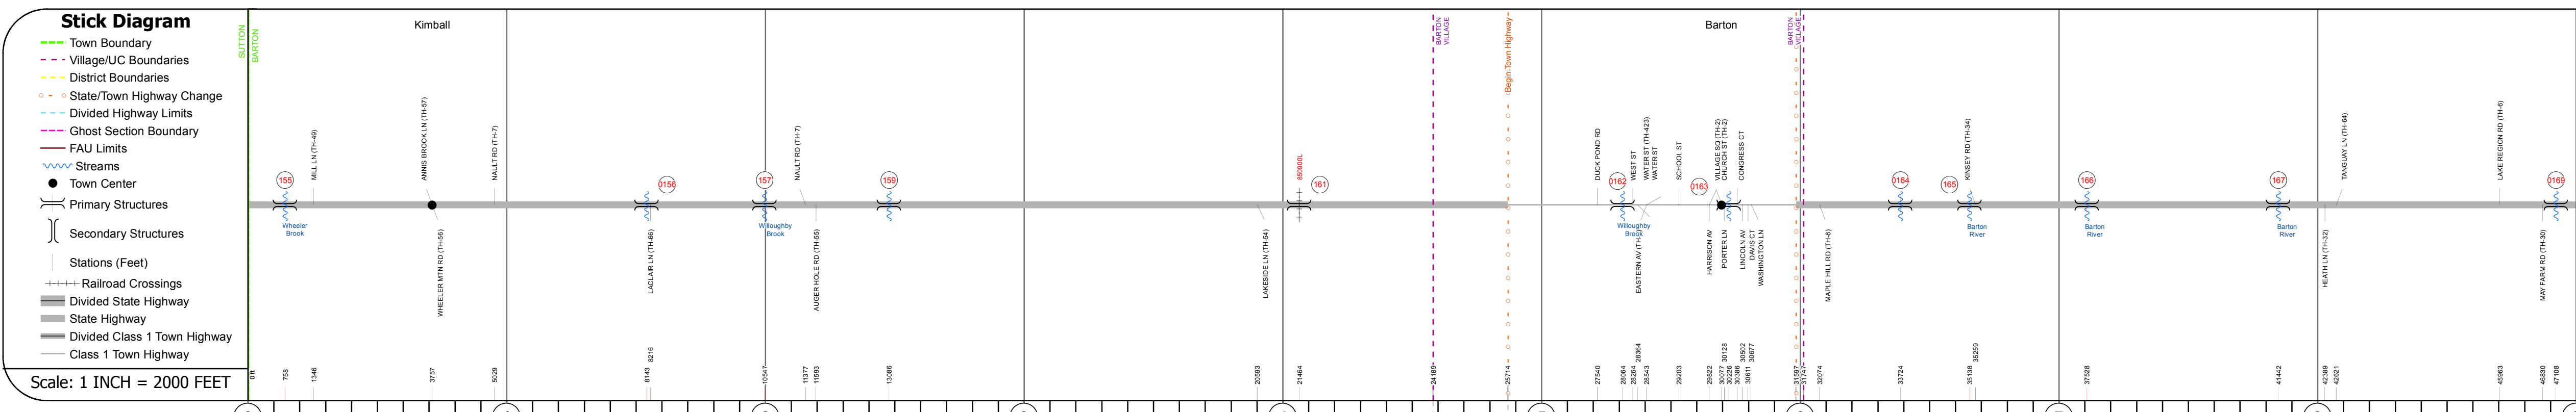 Stick Diagram
Town Boundary
Village/UC Boundaries
District Boundaries
State/Town Highway Change
Divided Highway Limits
Ghost Section Boundary
FAU Limits
Streams
Town Center
Primary Structures
Secondary Structures
Stations (Feet)
Railroad Crossings
Divided State Highway
State Highway
Divided Class 1 Town Highway
Class 1 Town Highway
Scale: 1 INCH = 2000 FEET
SUTTON
BARTON
Kimball
BARTON
VILLAGE
Begin Town Highway
Barton
BARTON
VILLAGE
155
MILL LN (TH-49)
ANNIS BROOK LN (TH-57)
NAULT RD (TH-7)
0156
157
NAULT RD (TH-7)
159
850900L
161
DUCK POND RD
0162
WEST ST
WATER ST (TH-423)
WATER ST
SCHOOL ST
0163
VILLAGE SQ (TH-2)
CHURCH ST (TH-2)
CONGRESS CT
0164
165
KINSEY RD (TH-34)
166
167
TANGUAY LN (TH-64)
LAKE REGION RD (TH-6)
0169
Wheeler
Brook
WHEELER MTN RD (TH-56)
LACLAIR LN (TH-66)
Willoughby
Brook
AUGER HOLE RD (TH-55)
LAKESIDE LN (TH-54)
Willoughby
Brook
HARRISON AV
PORTER LN
LINCOLN AV
DAVIS CT
WASHINGTON LN
MAPLE HILL RD (TH-8)
Barton
River
Barton
River
Barton
River
HEATH LN (TH-32)
MAY FARM RD (TH-30)
0 ft
758
1346
3757
5029
8143
8216
10547
11377
11593
13086
20593
21464
24189
25714
27540
28064
28264
28364
28543
29203
29822
30077
30128
30226
30386
30502
30611
30677
31597
31747
32074
33724
35138
35259
37528
41442
42389
42621
45963
46830
47108